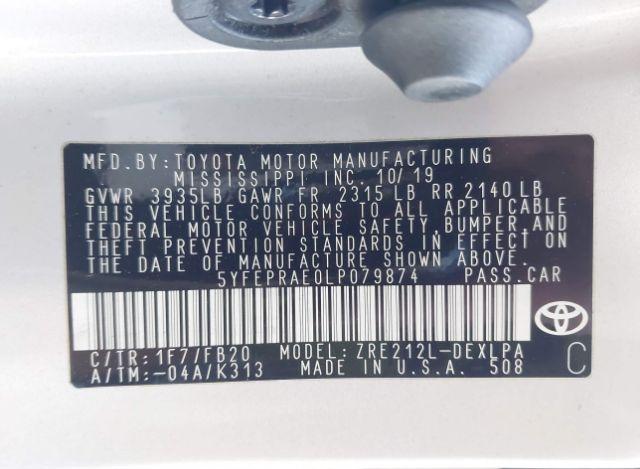 MFD.BY:TOYOTA MOTOR MANUFACTURING
MISSISSIPPI INC. 10/19
GVWR 3935LB GAWR FR 2315 LB RR 2140 LB
THIS VEHICLE CONFORMS TO ALL APPLICABLE
FEDERAL MOTOR VEHICLE SAFETY,BUMPER,AND
THEFT PREVENTION STANDARDS IN EFFECT ON
THE DATE OF MANUFACTURE SHOWN ABOVE.
5YFEPRAE0LP079874 PASS.CAR
C/TR:1F7/FB20 MODEL:ZRE212L-DEXLPA
A/TM:-04A/K313 MADE IN U.S.A. 508
C